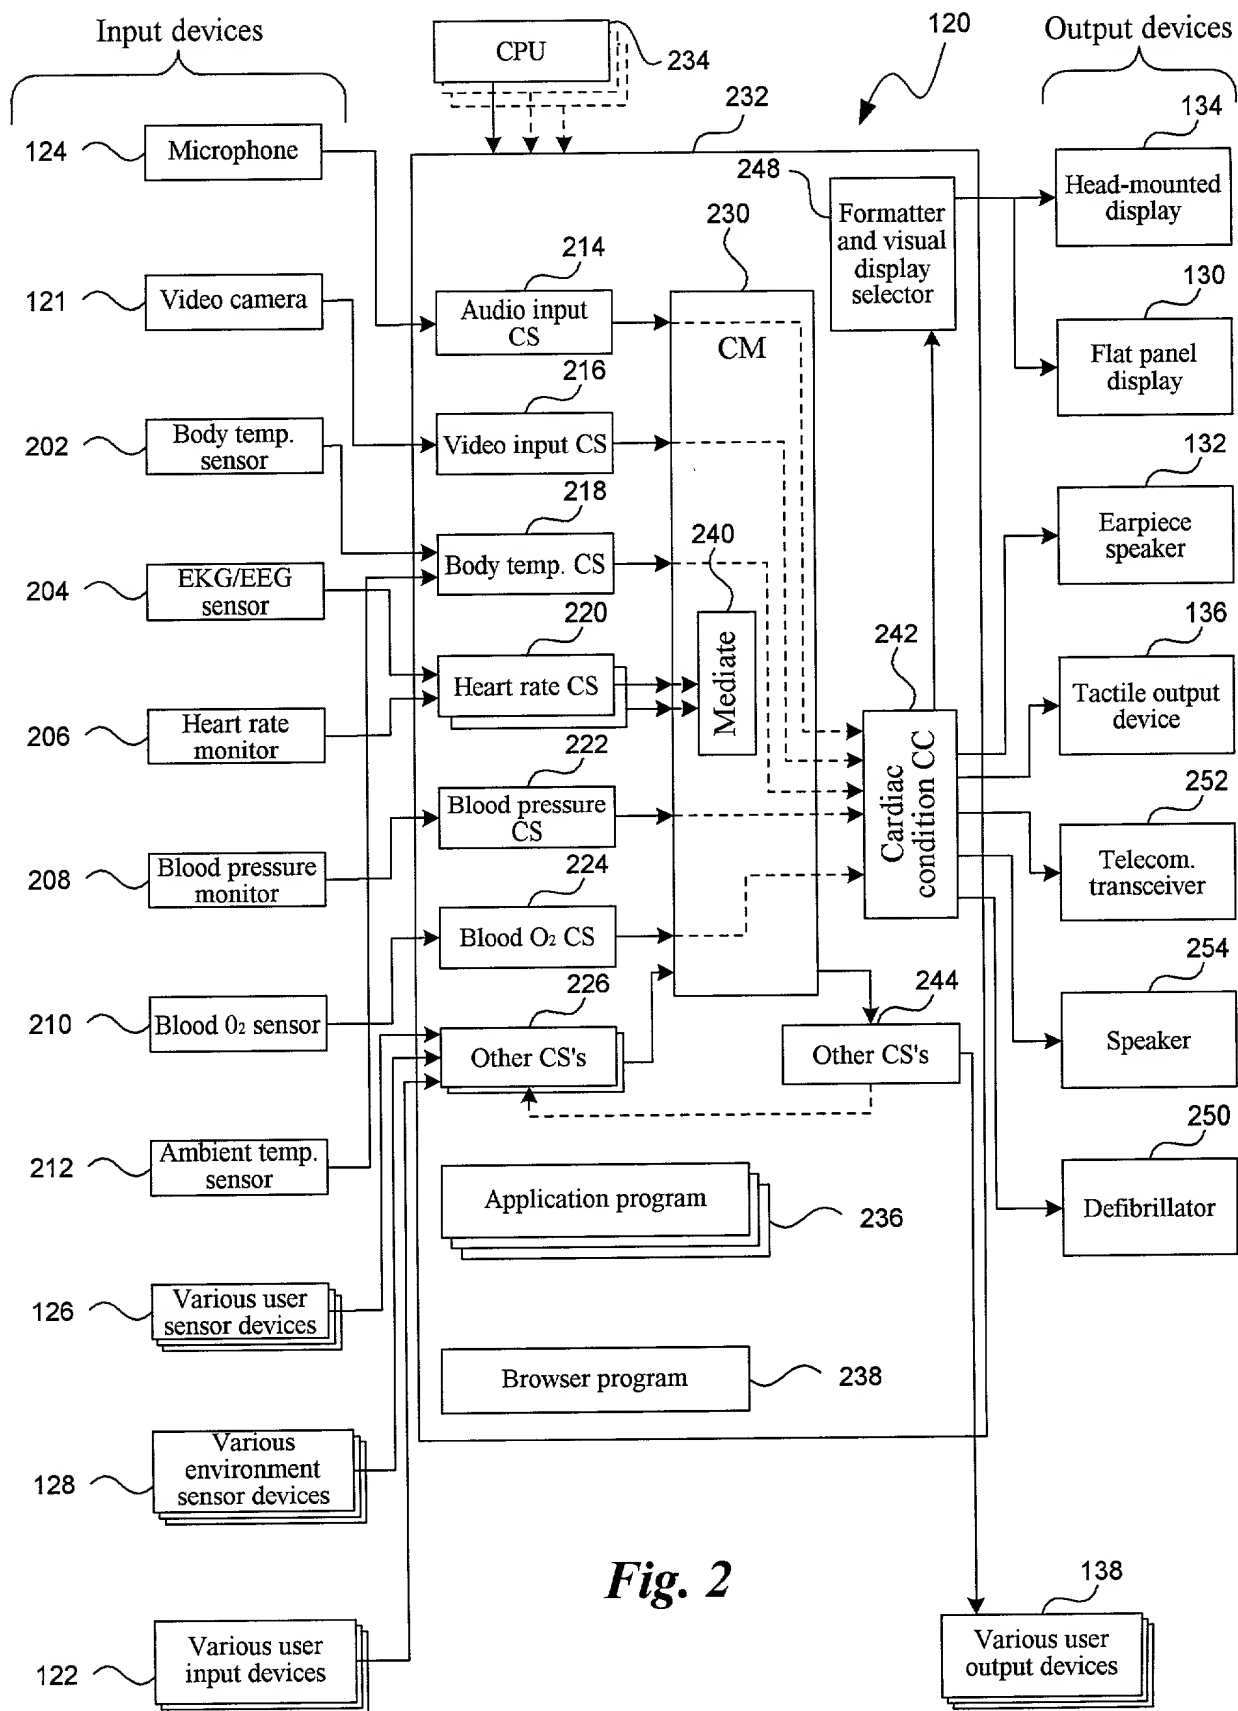 Input devices
CPU
234
120
Output devices
232
134
124
Microphone
248
Head-mounted
display
230
Formatter
and visual
display
selector
214
121
Video camera
Audio input
CS
CM
130
Flat panel
display
216
202
Body temp.
sensor
Video input CS
132
218
240
Earpiece
speaker
204
EKG/EEG
sensor
Body temp. CS
220
242
136
Heart rate CS
Mediate
Tactile output
device
206
Heart rate
monitor
222
252
Blood pressure
CS
Cardiac
condition CC
208
Blood pressure
monitor
224
Telecom.
transceiver
Blood O2 CS
254
226
244
210
Blood 02 sensor
Other CS's
Other CS's
Speaker
250
212
Ambient temp.
sensor
Application program
236
Defibrillator
126
Various user
sensor devices
Browser program
238
128
Various
environment
sensor devices
Fig. 2
138
122
Various user
input devices
Various user
output devices